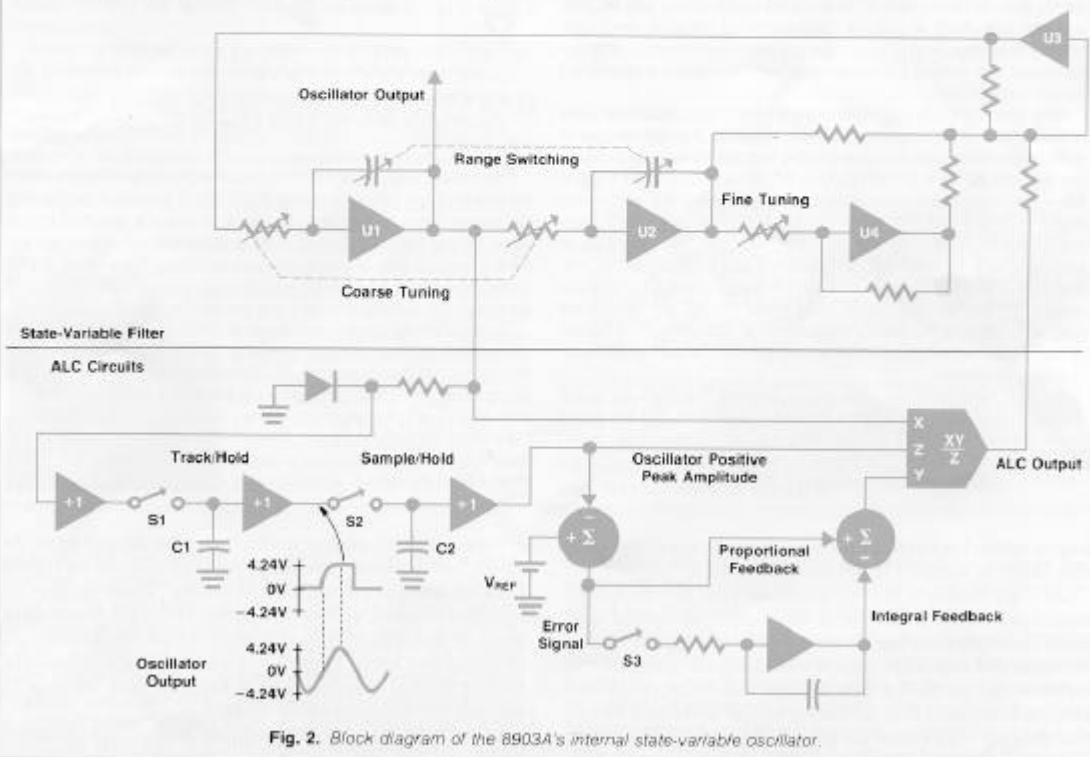 U3
Oscillator Output
Range Switching
Fine Tuning
U1
U2
U4
Coarse Tuning
State-Variable Filter
ALC Circuits
X
Z
Y
XY
Z
ALC Output
Track/Hold
Sample/Hold
Oscillator Positive
Peak Amplitude
+1
S1
+1
S2
+1
C1
C2
−
+ Σ
+ Σ
−
VREF
Proportional
Feedback
4.24V
0V
−4.24V
Error
Signal
S3
Integral Feedback
Oscillator
Output
4.24V
0V
−4.24V
Fig. 2. Block diagram of the 8903A's internal state-variable oscillator.